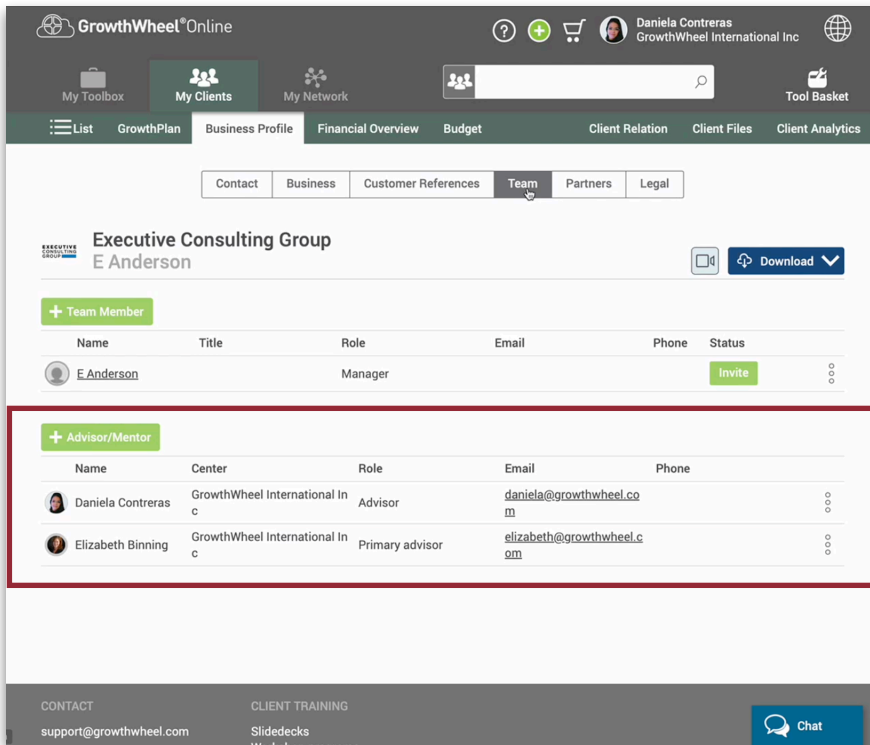 GrowthWheel®Online
Daniela Contreras
GrowthWheel International Inc
My Toolbox
My Clients
My Network
Tool Basket
List
GrowthPlan
Business Profile
Financial Overview
Budget
Client Relation
Client Files
Client Analytics
Contact
Business
Customer References
Team
Partners
Legal
EXECUTIVE
CONSULTING
GROUP
Executive Consulting Group
E Anderson
Download
+ Team Member
Name Title Role Email Phone Status
E Anderson Manager Invite
+ Advisor/Mentor
Name Center Role Email Phone
Daniela Contreras
GrowthWheel International In
c
Advisor
daniela@growthwheel.co
m
Elizabeth Binning
GrowthWheel International In
c
Primary advisor
elizabeth@growthwheel.c
om
CONTACT
support@growthwheel.com
CLIENT TRAINING
Slidedecks
Chat